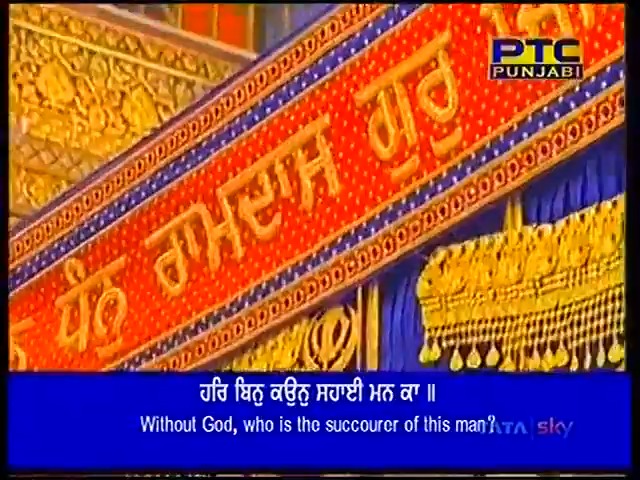 PTC
PUNJABI
ਧੰਨੁ ਰਾਮਦਾਸ ਗੁਰੁ
ਹਰਿ ਬਿਨੁ ਕਉਨੁ ਸਹਾਈ ਮਨ ਕਾ ॥
Without God, who is the succourer of this man?
TATA sky